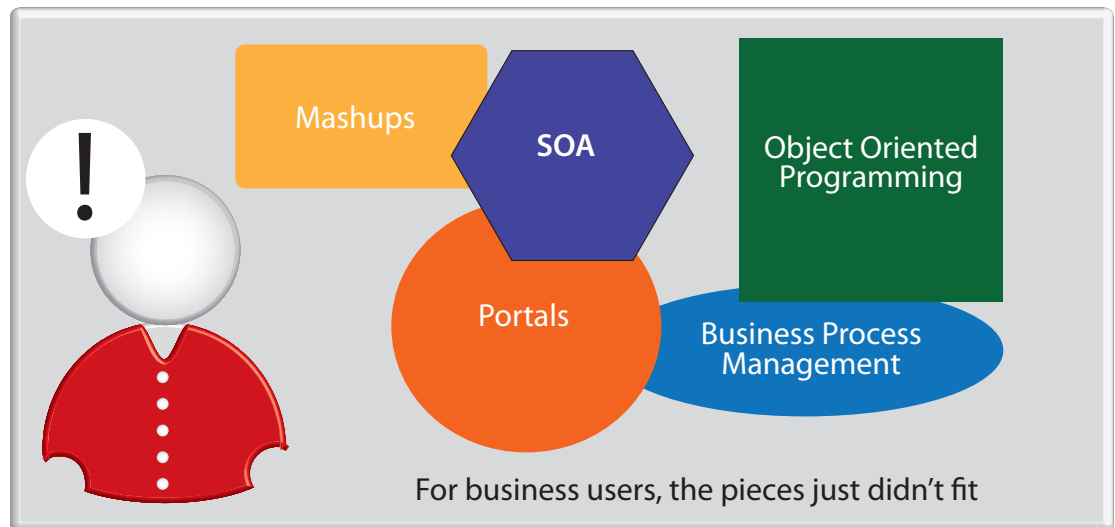 !
Mashups
SOA
Object Oriented
Programming
Portals
Business Process
Management
For business users, the pieces just didn't fit